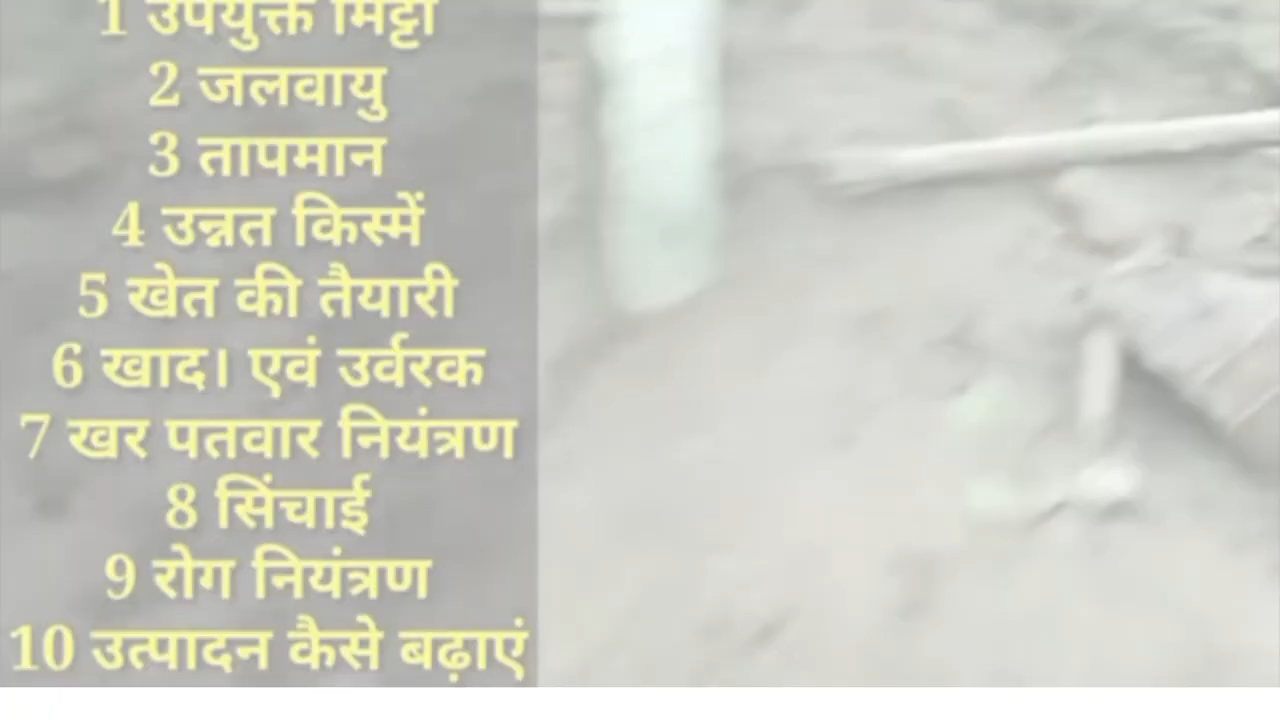 1 उपयुक्त मिट्टी
2 जलवायु
3 तापमान
4 उन्नत किस्में
5 खेत की तैयारी
6 खाद। एवं उर्वरक
7 खर पतवार नियंत्रण
8 सिंचाई
9 रोग नियंत्रण
10 उत्पादन कैसे बढ़ाएं